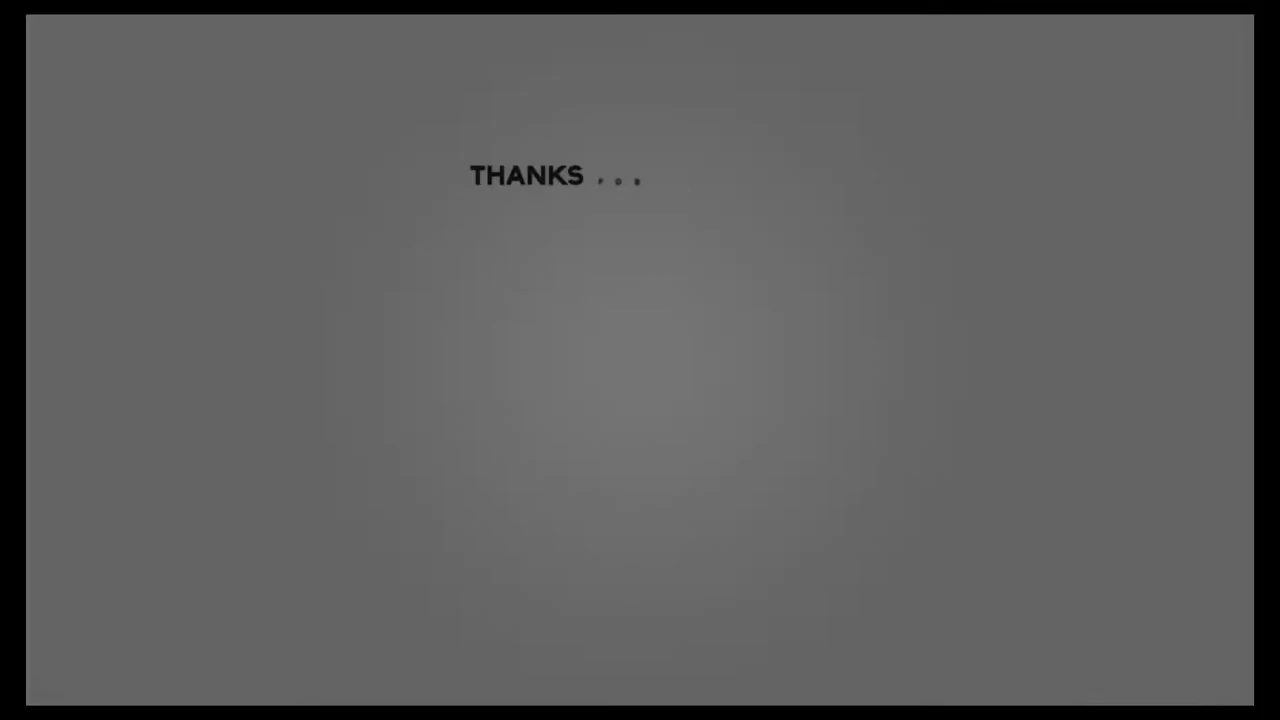 THANKS . . .